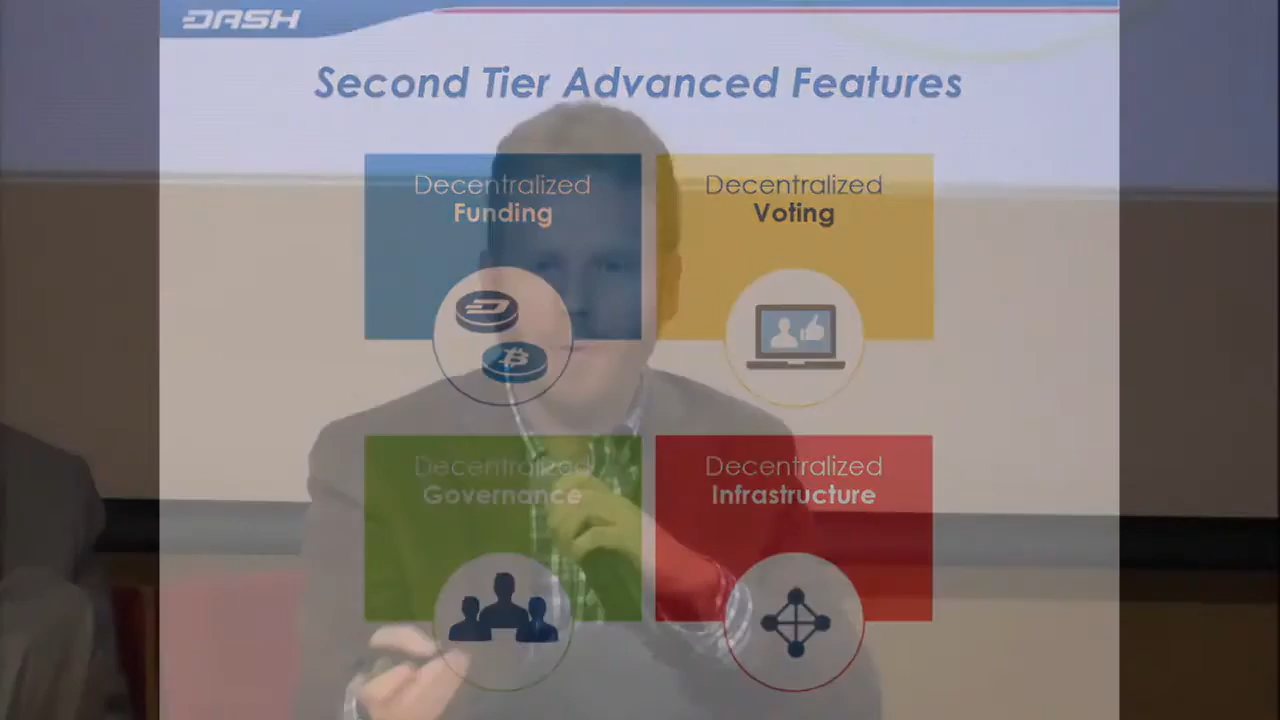 DASH
Second Tier Advanced Features
Decentralized
Funding
Decentralized
Voting
Decentralized
Governance
Decentralized
Infrastructure